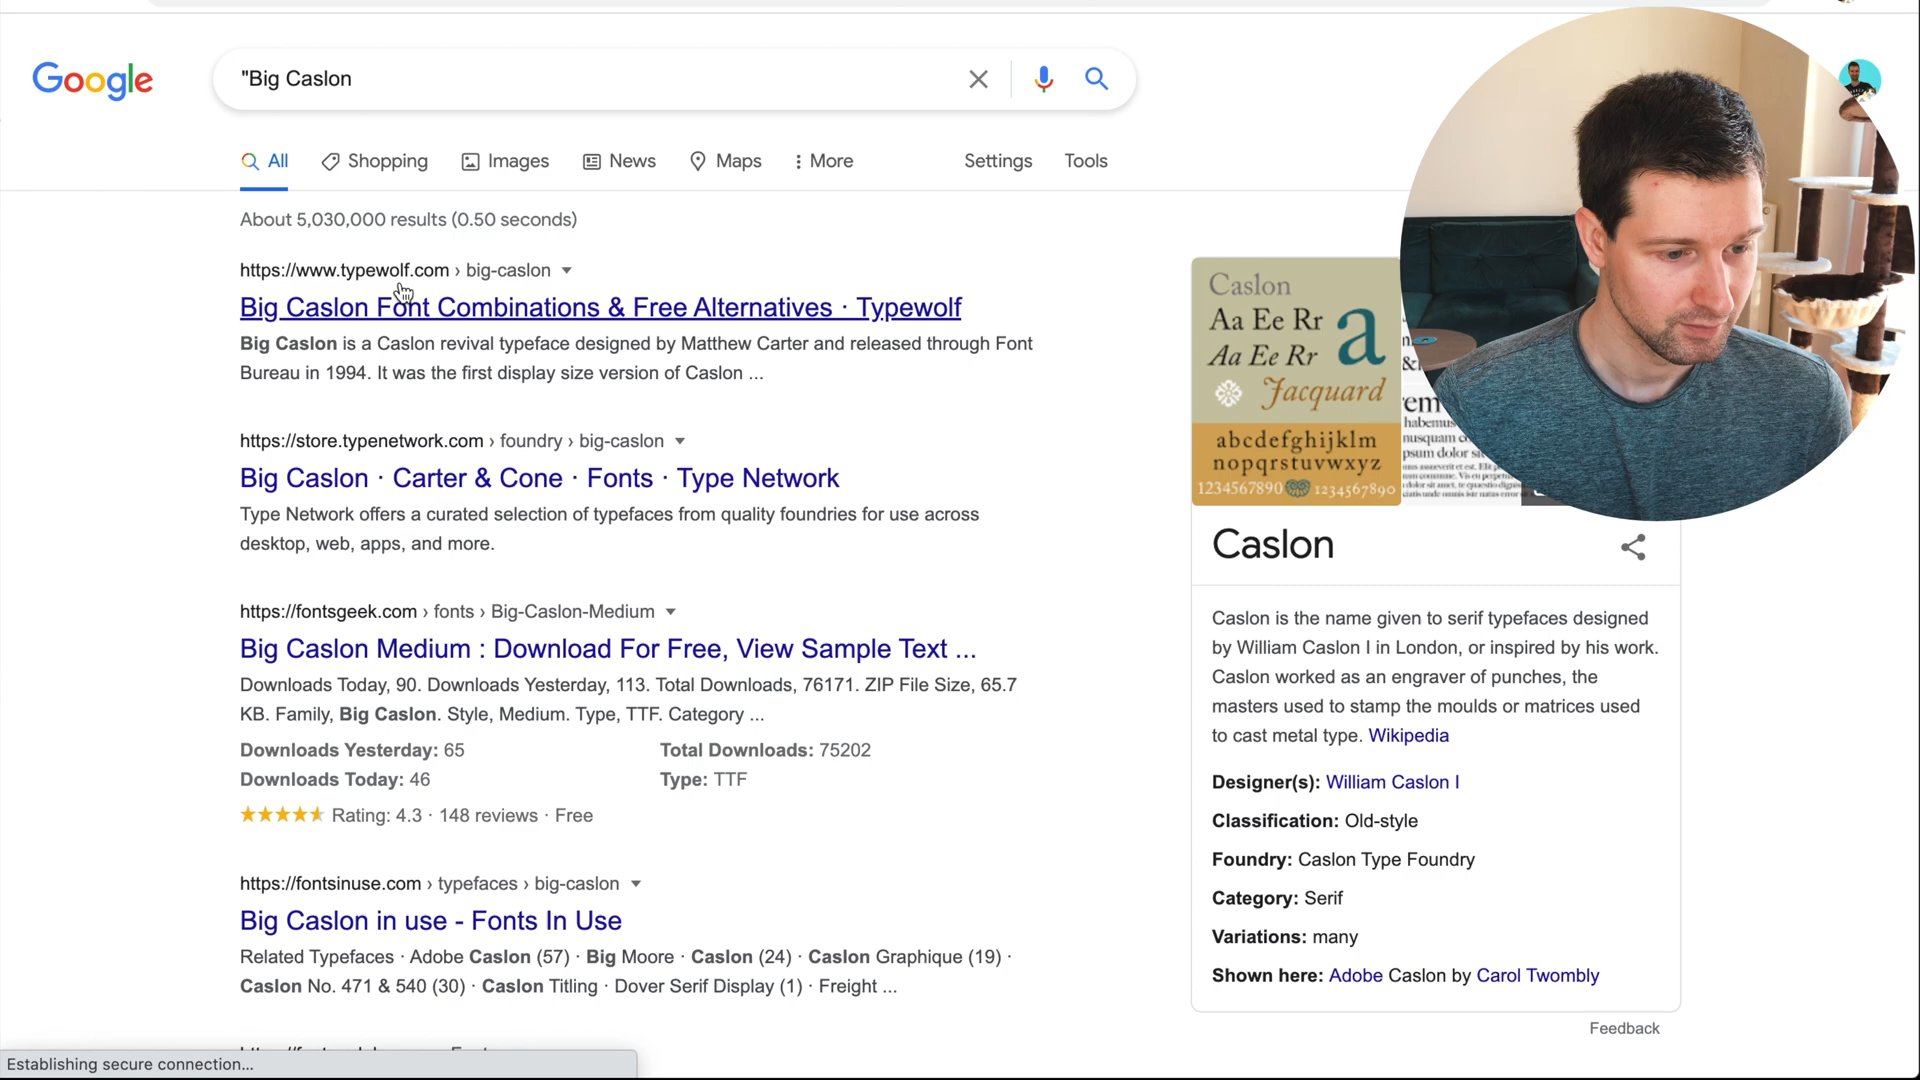 Google
"Big Caslon
All
Shopping
Images
News
Maps
More
Settings
Tools
About 5,030,000 results (0.50 seconds)
https://www.typewolf.com › big-caslon
Big Caslon Font Combinations & Free Alternatives · Typewolf
Big Caslon is a Caslon revival typeface designed by Matthew Carter and released through Font
Bureau in 1994. It was the first display size version of Caslon ...
https://store.typenetwork.com › foundry › big-caslon
Big Caslon · Carter & Cone · Fonts · Type Network
Type Network offers a curated selection of typefaces from quality foundries for use across
desktop, web, apps, and more.
https://fontsgeek.com › fonts › Big-Caslon-Medium
Big Caslon Medium : Download For Free, View Sample Text ...
Downloads Today, 90. Downloads Yesterday, 113. Total Downloads, 76171. ZIP File Size, 65.7
KB. Family, Big Caslon. Style, Medium. Type, TTF. Category ...
Downloads Yesterday: 65
Total Downloads: 75202
Downloads Today: 46
Type: TTF
Rating: 4.3 · 148 reviews · Free
https://fontsinuse.com › typefaces › big-caslon
Big Caslon in use - Fonts In Use
Related Typefaces · Adobe Caslon (57) · Big Moore · Caslon (24) · Caslon Graphique (19) ·
Caslon No. 471 & 540 (30) · Caslon Titling · Dover Serif Display (1) · Freight ...
Establishing secure connection...
Caslon
Aa Ee Rr
a
Aa Ee Rr
Jacquard
abcdefghijklm
nopqrstuvwxyz
1234567890
1234567890
Caslon
Caslon is the name given to serif typefaces designed
by William Caslon I in London, or inspired by his work.
Caslon worked as an engraver of punches, the
masters used to stamp the moulds or matrices used
to cast metal type. Wikipedia
Designer(s): William Caslon I
Classification: Old-style
Foundry: Caslon Type Foundry
Category: Serif
Variations: many
Shown here: Adobe Caslon by Carol Twombly
Feedback